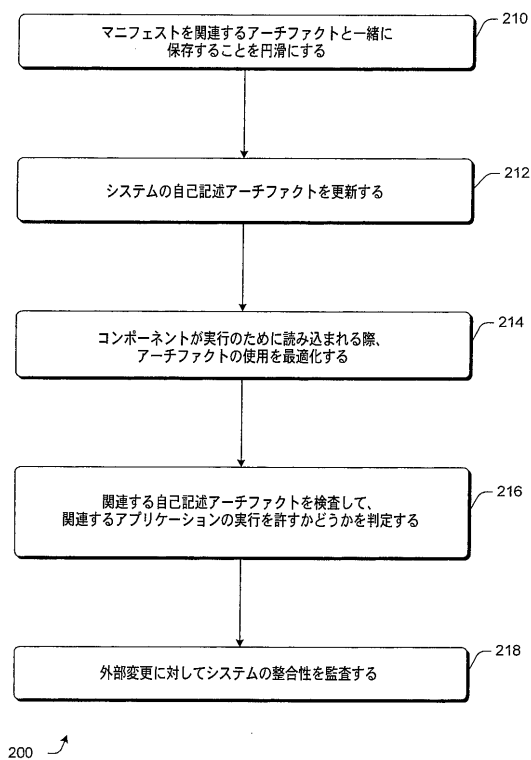 マニフェストを関連するアーチファクトと一緒に
保存することを円滑にする
210
システムの自己記述アーチファクトを更新する
212
コンポーネントが実行のために読み込まれる際、
アーチファクトの使用を最適化する
214
関連する自己記述アーチファクトを検査して、
関連するアプリケーションの実行を許すかどうかを判定する
216
外部変更に対してシステムの整合性を監査する
218
200